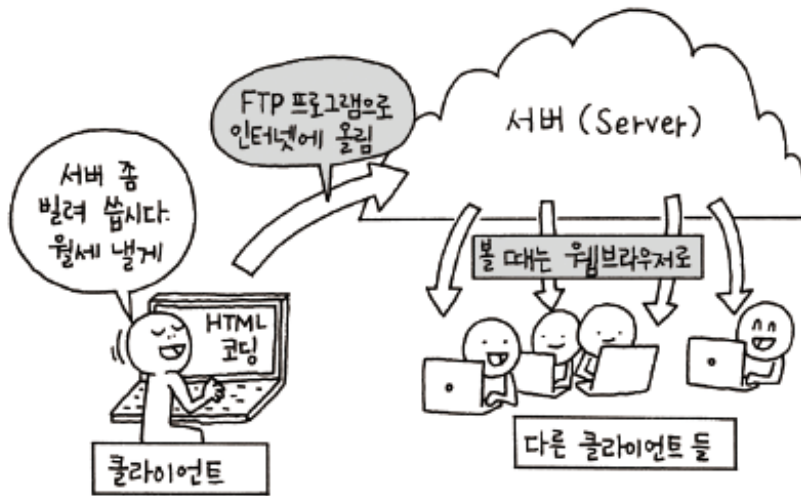 FTP 프로그램으로
인터넷에 올림
서버 (Server)
서버 좀
빌려 씁시다.
월세 낼게
볼 때는 웹브라우저로
HTML
코딩
클라이언트
다른 클라이언트 들